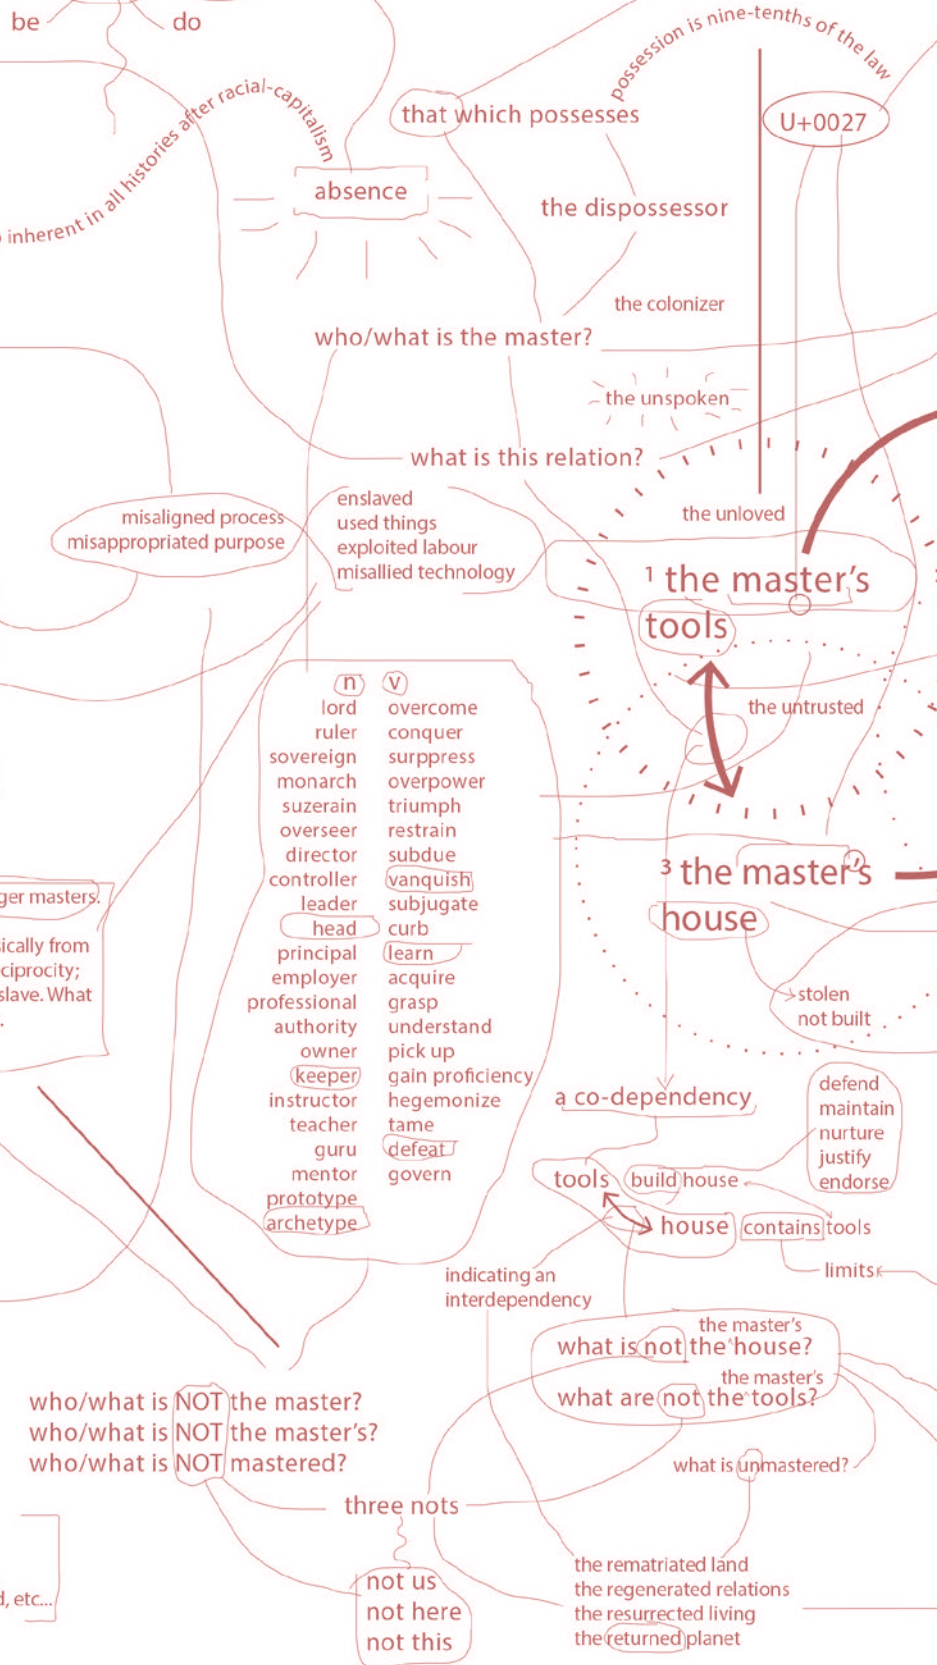 be
do
possession is nine-tenths of the law
inherent in all histories after racial-capitalism
that which possesses
U+0027
absence
the dispossessor
the colonizer
who/what is the master?
the unspoken
what is this relation?
the unloved
misaligned process
misappropriated purpose
enslaved
used things
exploited labour
misallied technology
1 the master’s
tools
the untrusted
n v
lord overcome
ruler conquer
sovereign surppress
monarch overpower
suzerain triumph
overseer restrain
director subdue
controller vanquish
leader subjugate
head curb
principal learn
employer acquire
professional grasp
authority understand
owner pick up
keeper gain proficiency
instructor hegemonize
teacher tame
guru defeat
mentor govern
prototype
archetype
3 the master’s
house
stolen
not built
ger masters.
ically from
ciprocity;
slave. What
.
a co-dependency
defend
maintain
nurture
justify
endorse
tools build house
house contains tools
limits
indicating an
interdependency
the master’s
what is not the ^ house?
the master’s
what are not the ^ tools?
what is unmastered?
who/what is NOT the master?
who/what is NOT the master’s?
who/what is NOT mastered?
three nots
not us
not here
not this
d, etc...
the rematriated land
the regenerated relations
the resurrected living
the returned planet